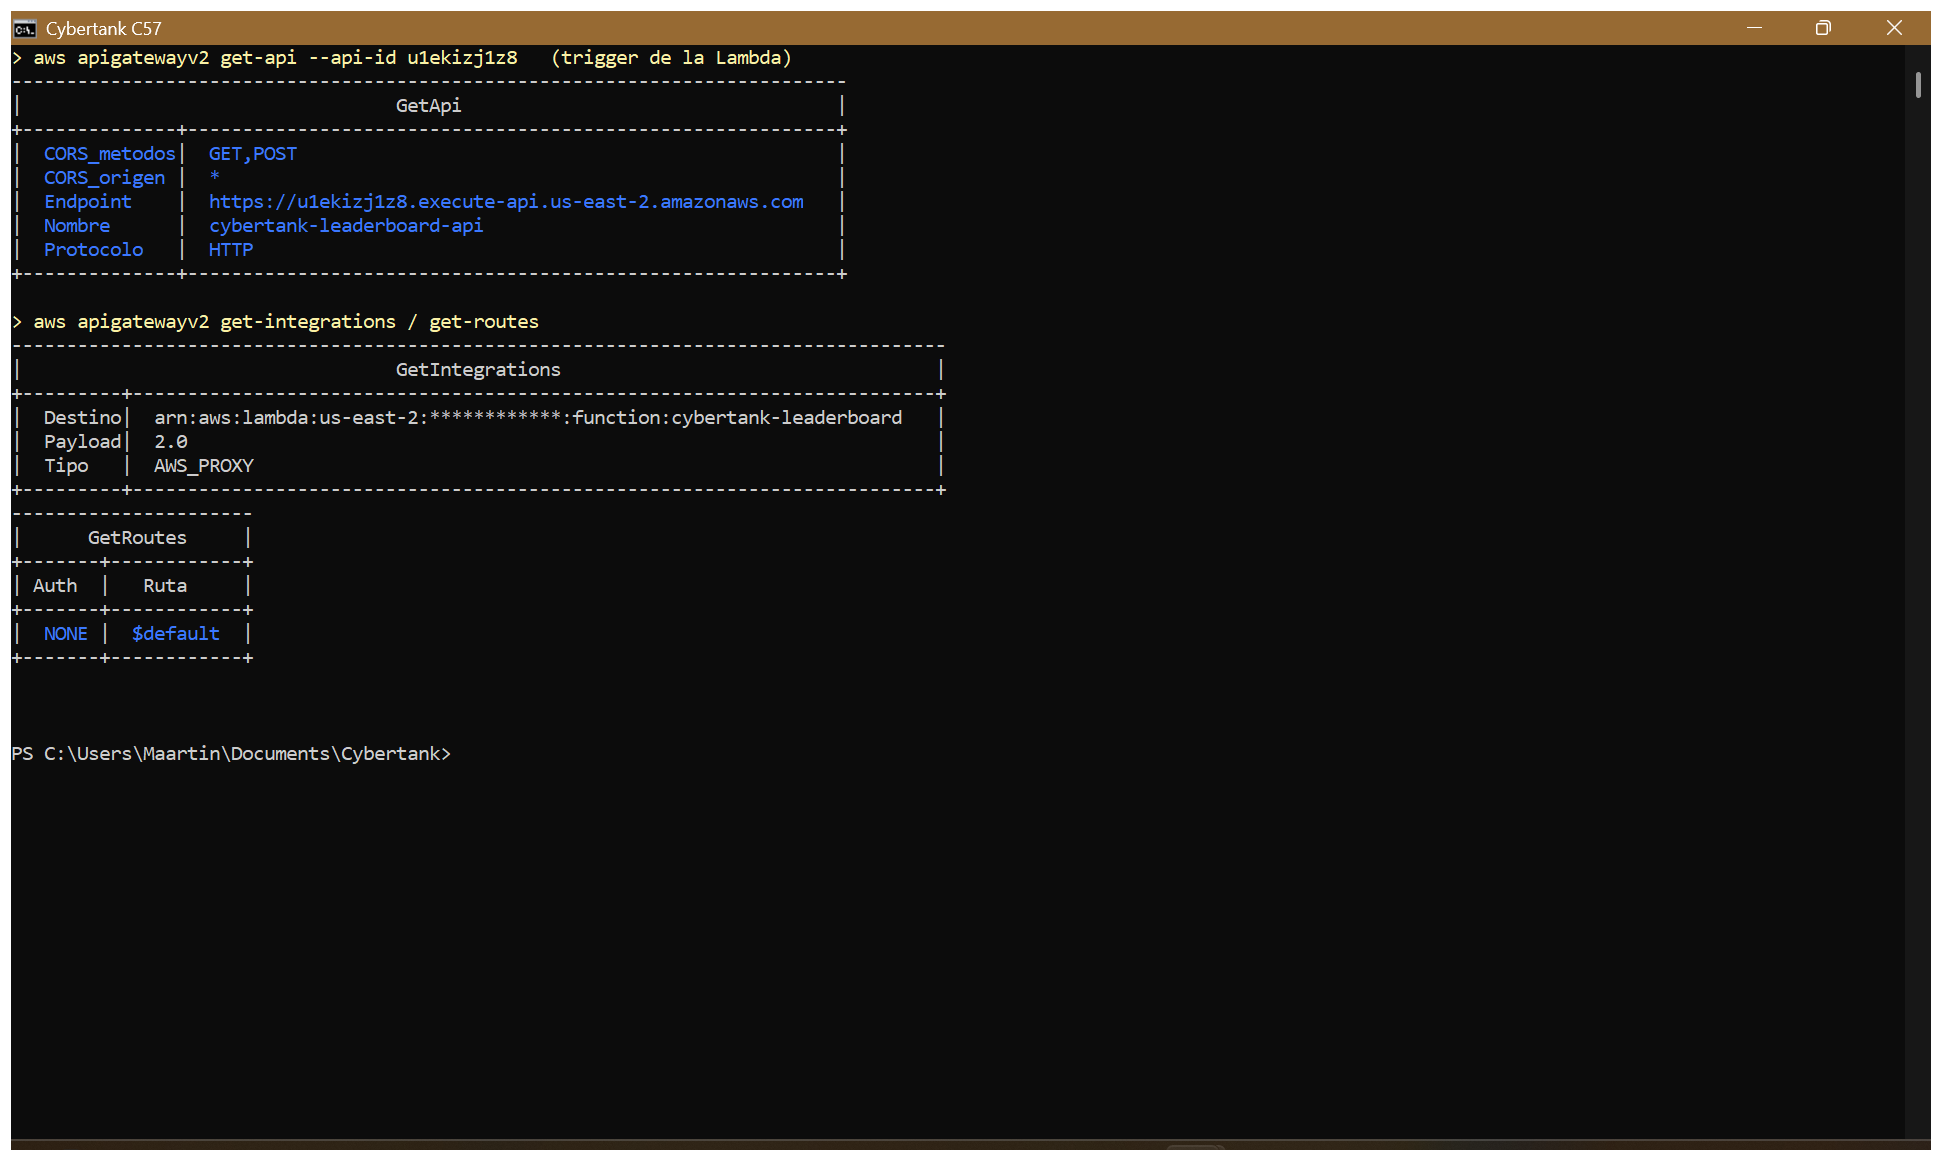 Cybertank C57
> aws apigatewayv2 get-api --api-id u1ekizj1z8   (trigger de la Lambda)
GetApi
CORS_metodos| GET,POST
CORS_origen | *
Endpoint | https://u1ekizj1z8.execute-api.us-east-2.amazonaws.com
Nombre | cybertank-leaderboard-api
Protocolo | HTTP
> aws apigatewayv2 get-integrations / get-routes
GetIntegrations
Destino| arn:aws:lambda:us-east-2:************:function:cybertank-leaderboard
Payload| 2.0
Tipo | AWS_PROXY
GetRoutes
Auth | Ruta
NONE | $default
PS C:\Users\Maartin\Documents\Cybertank>